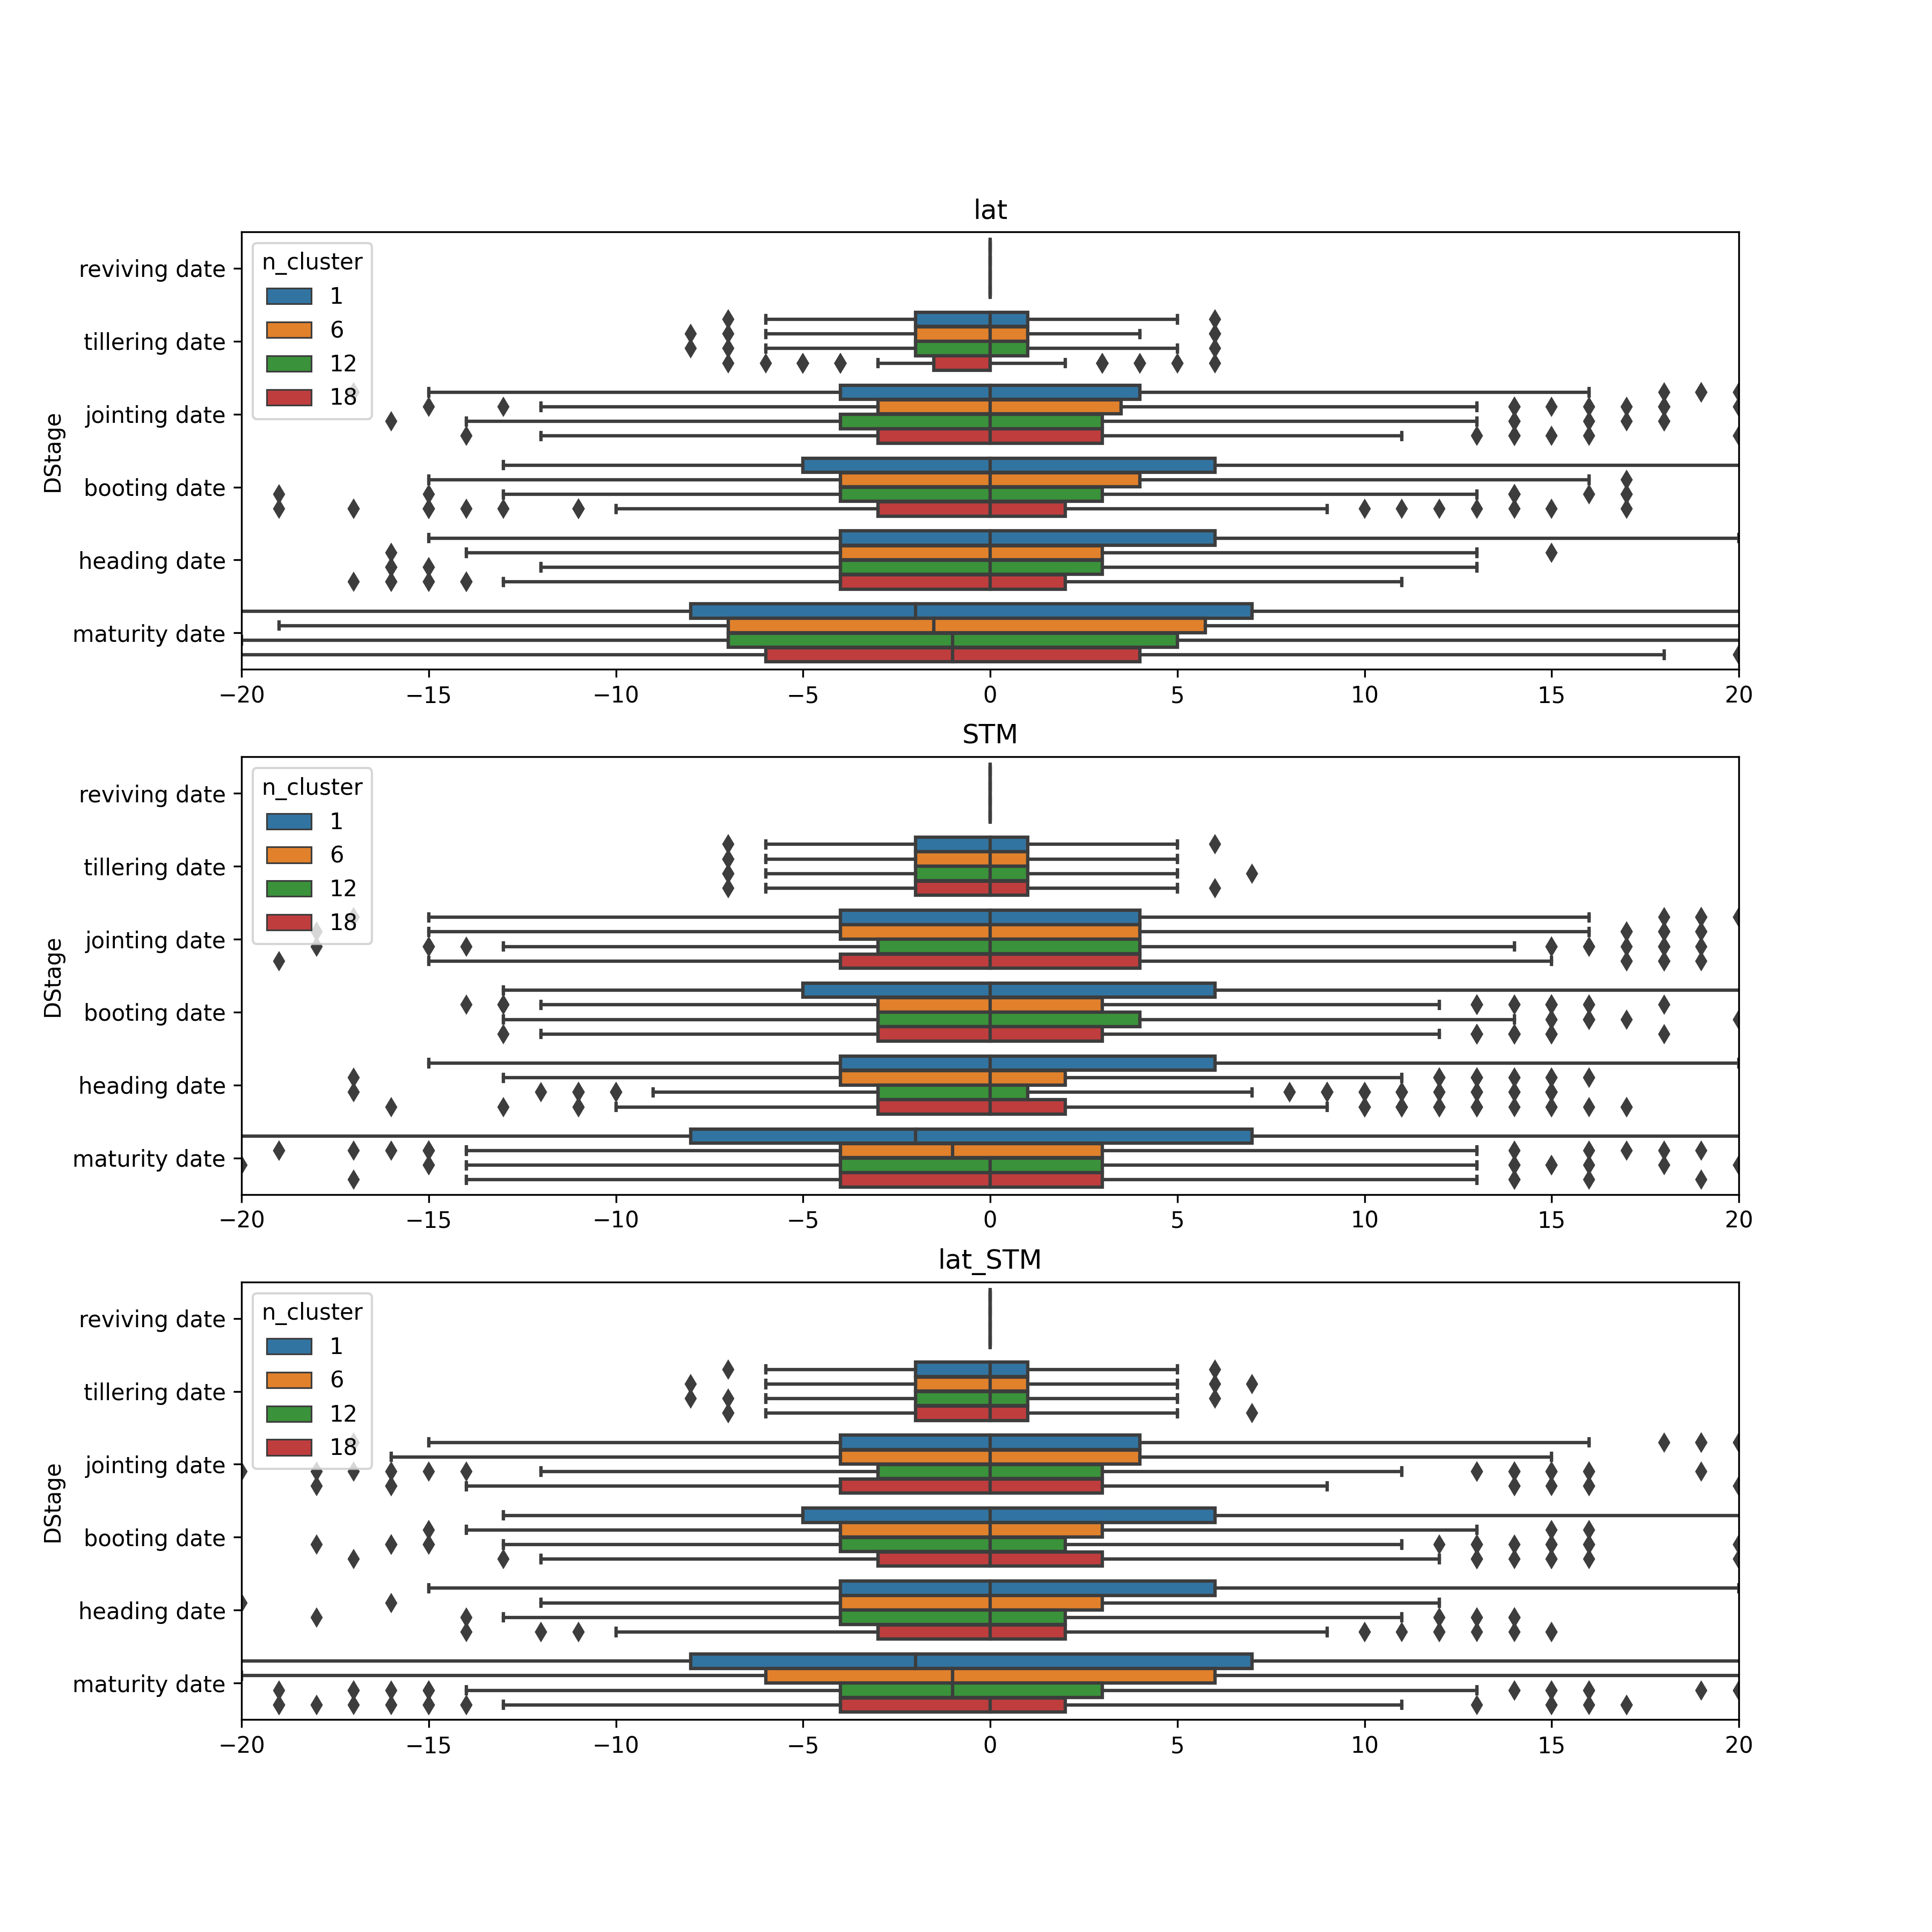 lat
n_cluster
1
6
12
18
DStage
reviving date
tillering date
jointing date
booting date
heading date
maturity date
−20 −15 −10 −5 0 5 10 15 20
STM
n_cluster
1
6
12
18
DStage
reviving date
tillering date
jointing date
booting date
heading date
maturity date
−20 −15 −10 −5 0 5 10 15 20
lat_STM
n_cluster
1
6
12
18
DStage
reviving date
tillering date
jointing date
booting date
heading date
maturity date
−20 −15 −10 −5 0 5 10 15 20